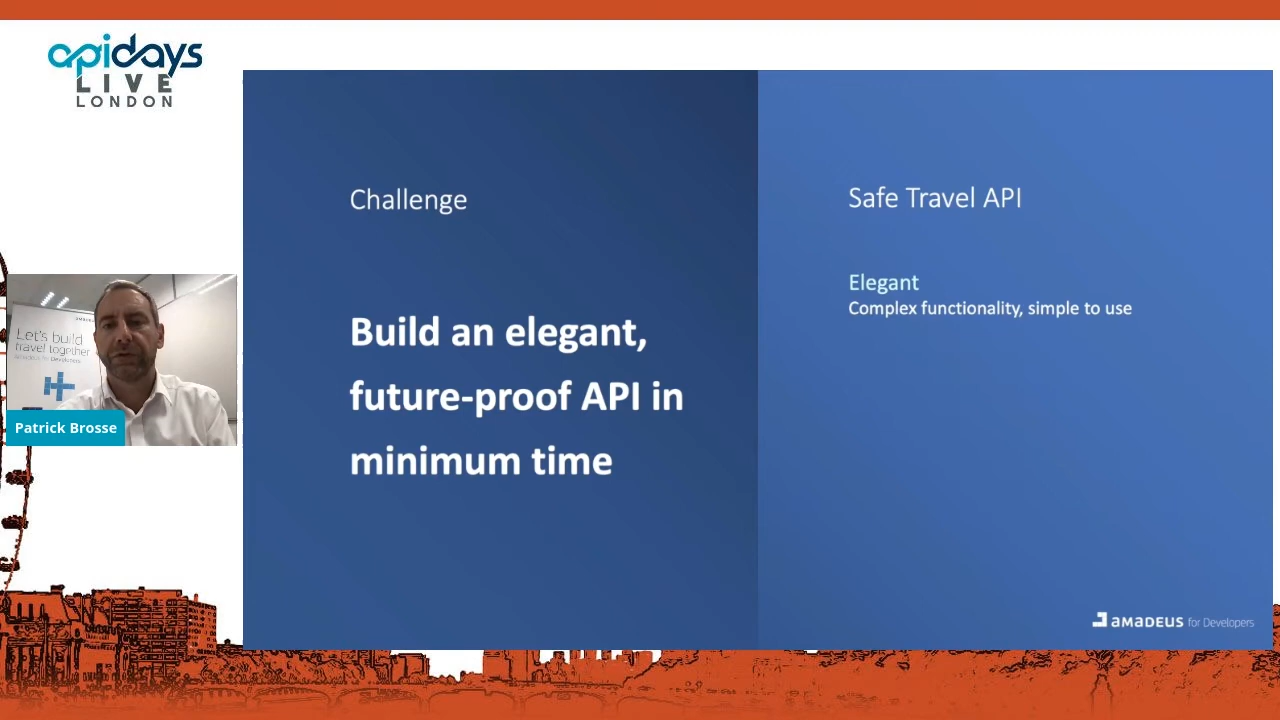 apidays
LIVE
LONDON
Challenge
Build an elegant,
future-proof API in
minimum time
Safe Travel API
Elegant
Complex functionality, simple to use
Let's build
travel together
Patrick Brosse
amadeus for Developers